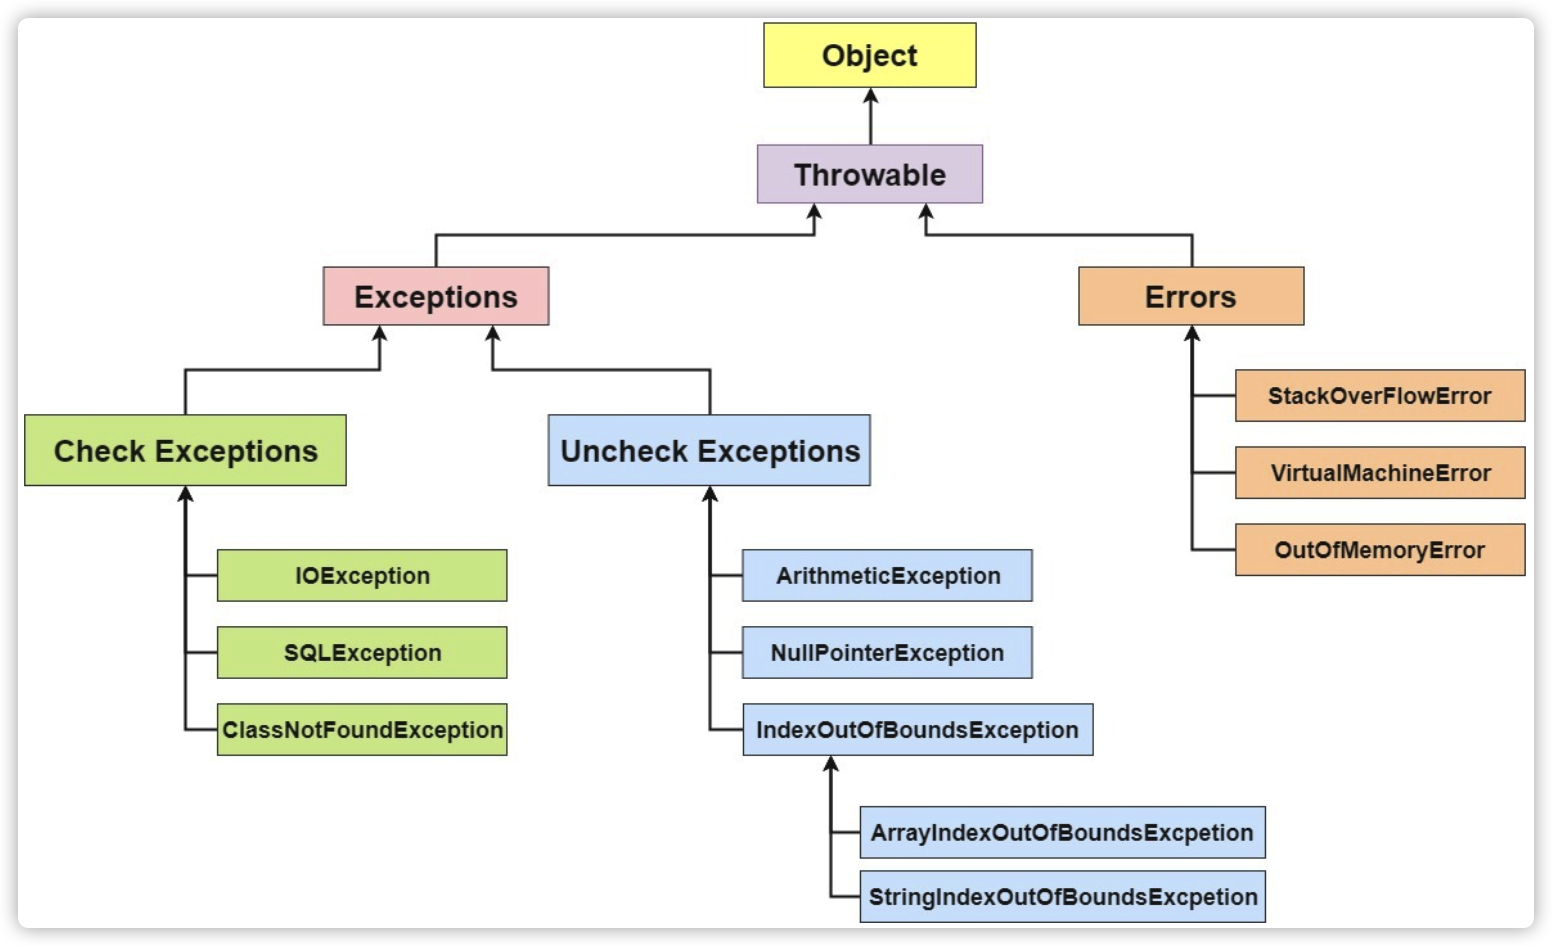 Object
Throwable
Exceptions
Errors
Check Exceptions
Uncheck Exceptions
StackOverFlowError
VirtualMachineError
OutOfMemoryError
IOException
SQLException
ClassNotFoundException
ArithmeticException
NullPointerException
IndexOutOfBoundsException
ArrayIndexOutOfBoundsExcpetion
StringIndexOutOfBoundsExcpetion